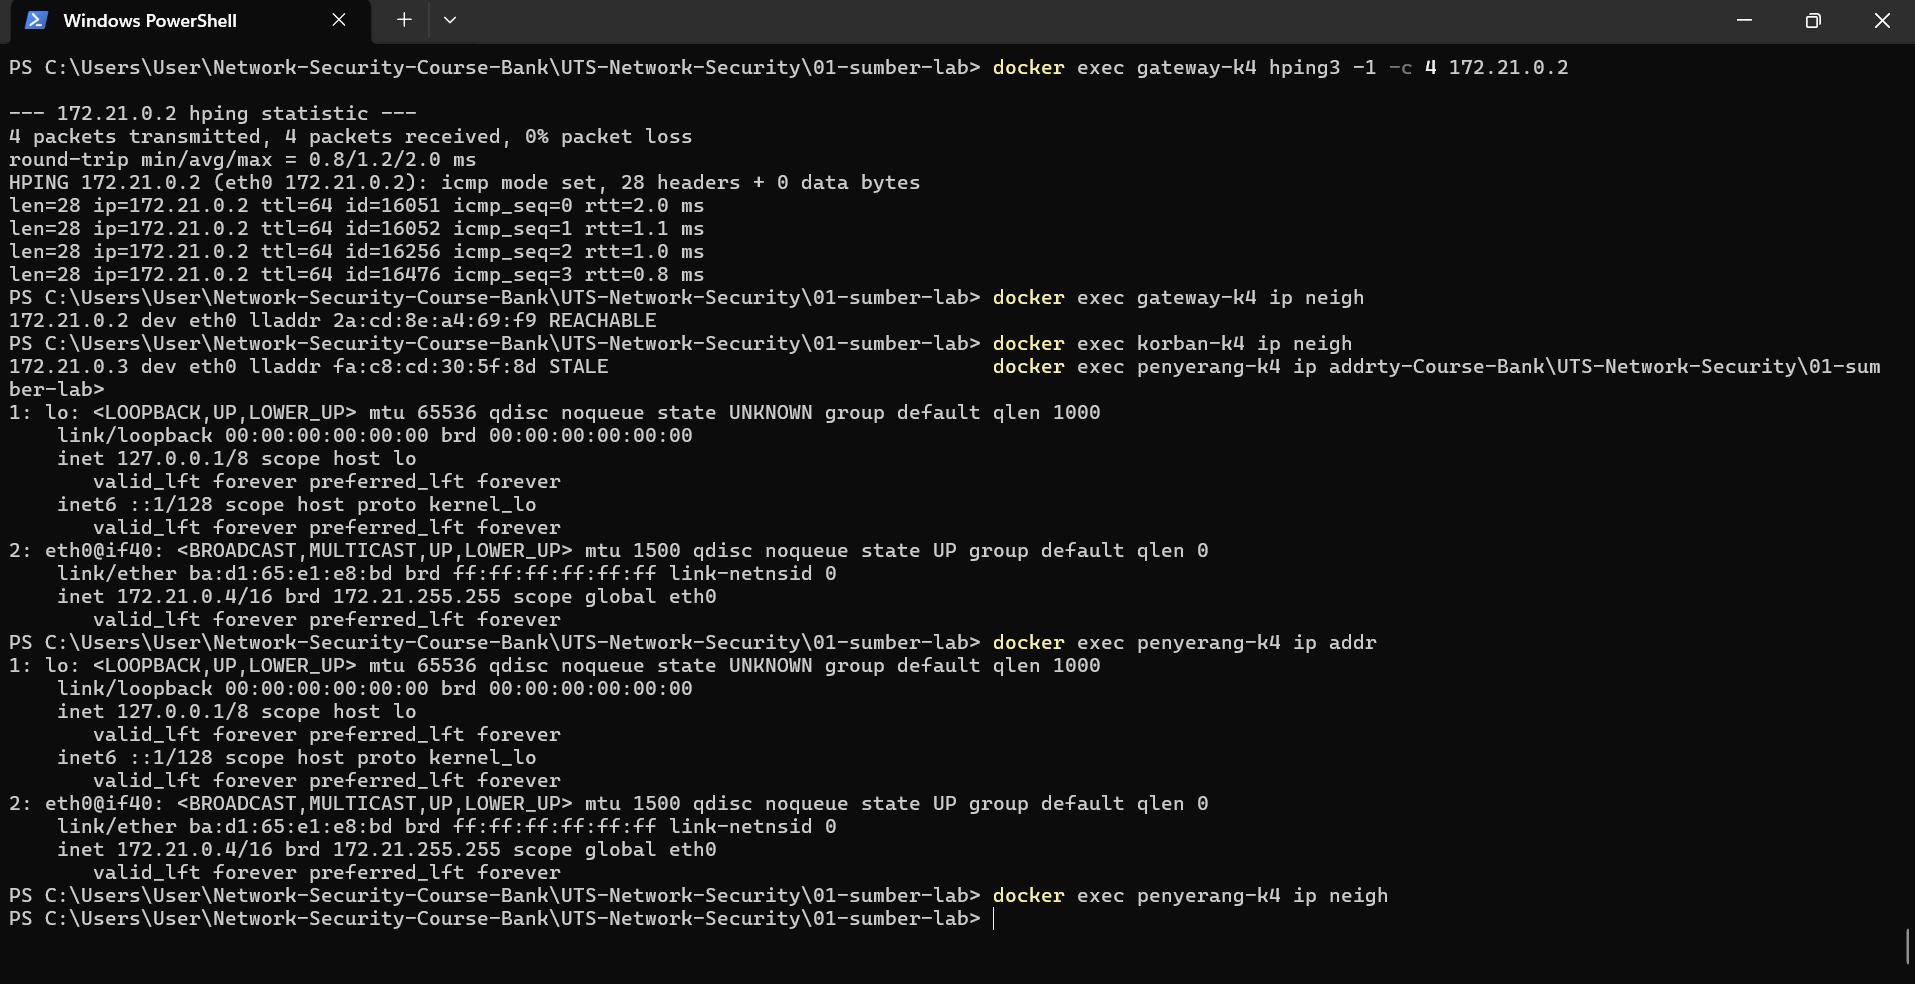 Windows PowerShell
PS C:\Users\User\Network-Security-Course-Bank\UTS-Network-Security\01-sumber-lab> docker exec gateway-k4 hping3 -1 -c 4 172.21.0.2
--- 172.21.0.2 hping statistic ---
4 packets transmitted, 4 packets received, 0% packet loss
round-trip min/avg/max = 0.8/1.2/2.0 ms
HPING 172.21.0.2 (eth0 172.21.0.2): icmp mode set, 28 headers + 0 data bytes
len=28 ip=172.21.0.2 ttl=64 id=16051 icmp_seq=0 rtt=2.0 ms
len=28 ip=172.21.0.2 ttl=64 id=16052 icmp_seq=1 rtt=1.1 ms
len=28 ip=172.21.0.2 ttl=64 id=16256 icmp_seq=2 rtt=1.0 ms
len=28 ip=172.21.0.2 ttl=64 id=16476 icmp_seq=3 rtt=0.8 ms
PS C:\Users\User\Network-Security-Course-Bank\UTS-Network-Security\01-sumber-lab> docker exec gateway-k4 ip neigh
172.21.0.2 dev eth0 lladdr 2a:cd:8e:a4:69:f9 REACHABLE
PS C:\Users\User\Network-Security-Course-Bank\UTS-Network-Security\01-sumber-lab> docker exec korban-k4 ip neigh
172.21.0.3 dev eth0 lladdr fa:c8:cd:30:5f:8d STALE                                docker exec penyerang-k4 ip addrty-Course-Bank\UTS-Network-Security\01-sum
ber-lab>
1: lo: <LOOPBACK,UP,LOWER_UP> mtu 65536 qdisc noqueue state UNKNOWN group default qlen 1000
    link/loopback 00:00:00:00:00:00 brd 00:00:00:00:00:00
    inet 127.0.0.1/8 scope host lo
       valid_lft forever preferred_lft forever
    inet6 ::1/128 scope host proto kernel_lo
       valid_lft forever preferred_lft forever
2: eth0@if40: <BROADCAST,MULTICAST,UP,LOWER_UP> mtu 1500 qdisc noqueue state UP group default qlen 0
    link/ether ba:d1:65:e1:e8:bd brd ff:ff:ff:ff:ff:ff link-netnsid 0
    inet 172.21.0.4/16 brd 172.21.255.255 scope global eth0
       valid_lft forever preferred_lft forever
PS C:\Users\User\Network-Security-Course-Bank\UTS-Network-Security\01-sumber-lab> docker exec penyerang-k4 ip addr
1: lo: <LOOPBACK,UP,LOWER_UP> mtu 65536 qdisc noqueue state UNKNOWN group default qlen 1000
    link/loopback 00:00:00:00:00:00 brd 00:00:00:00:00:00
    inet 127.0.0.1/8 scope host lo
       valid_lft forever preferred_lft forever
    inet6 ::1/128 scope host proto kernel_lo
       valid_lft forever preferred_lft forever
2: eth0@if40: <BROADCAST,MULTICAST,UP,LOWER_UP> mtu 1500 qdisc noqueue state UP group default qlen 0
    link/ether ba:d1:65:e1:e8:bd brd ff:ff:ff:ff:ff:ff link-netnsid 0
    inet 172.21.0.4/16 brd 172.21.255.255 scope global eth0
       valid_lft forever preferred_lft forever
PS C:\Users\User\Network-Security-Course-Bank\UTS-Network-Security\01-sumber-lab> docker exec penyerang-k4 ip neigh
PS C:\Users\User\Network-Security-Course-Bank\UTS-Network-Security\01-sumber-lab>